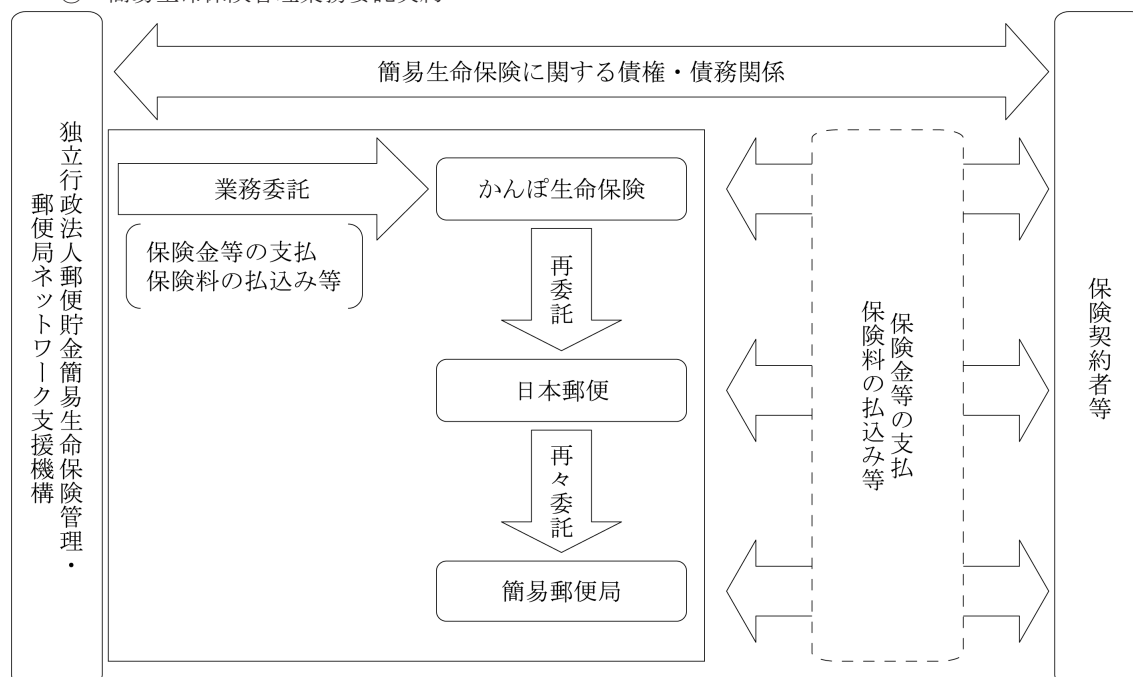 簡易生命保険に関する債権・債務関係
独立行政法人郵便貯金簡易生命保険管理・
郵便局ネットワーク支援機構
業務委託
保険金等の支払
保険料の払込み等
かんぽ生命保険
再委託
日本郵便
再々委託
簡易郵便局
保険金等の支払
保険料の払込み等
保険契約者等